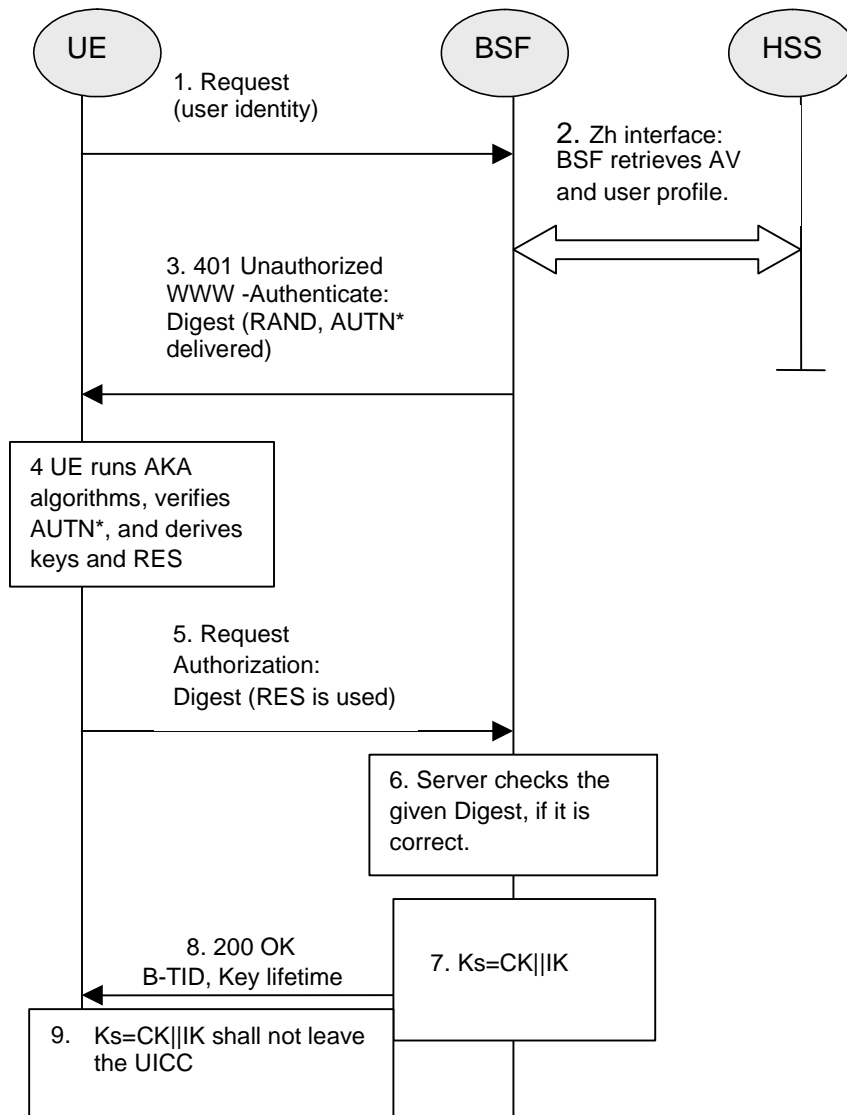 UE
BSF
HSS
1. Request
(user identity)
2. Zh interface:
BSF retrieves AV
and user profile.
3. 401 Unauthorized
WWW -Authenticate:
Digest (RAND, AUTN*
delivered)
4 UE runs AKA
algorithms, verifies
AUTN*, and derives
keys and RES
5. Request
Authorization:
Digest (RES is used)
6. Server checks the
given Digest, if it is
correct.
7. Ks=CK||IK
8. 200 OK
B-TID, Key lifetime
9. Ks=CK||IK shall not leave
the UICC